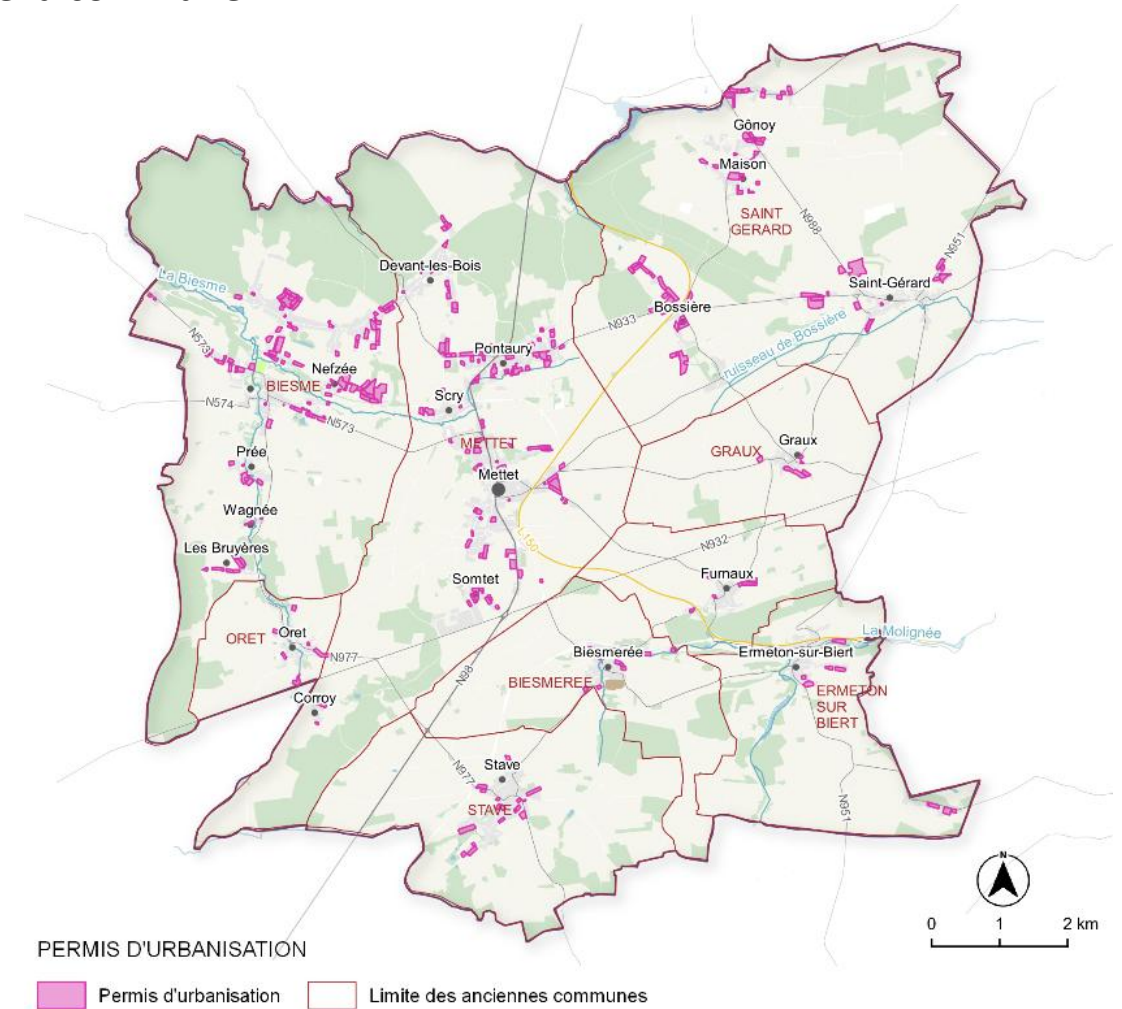 Gônoy
Maison
SAINT
GERARD
N988
N951
Devant-les-Bois
La Biesme
Saint-Gérard
Bossière
N933
ruisseau de Bossière
N573
Pontaury
Nefzée
BIESME
Scry
N574
N573
METTET
Prée
Mettet
GRAUX
Graux
Wagnée
L-150
N932
Les Bruyères
Furnaux
Somtet
ORET
Oret
La Molignée
N977
Biesmerée
Ermeton-sur-Biert
N98
BIESMEREE
ERMETON
SUR
BIERT
Corroy
Stave
N977
STAVE
N951
N
0 1 2 km
PERMIS D'URBANISATION
Permis d'urbanisation
Limite des anciennes communes